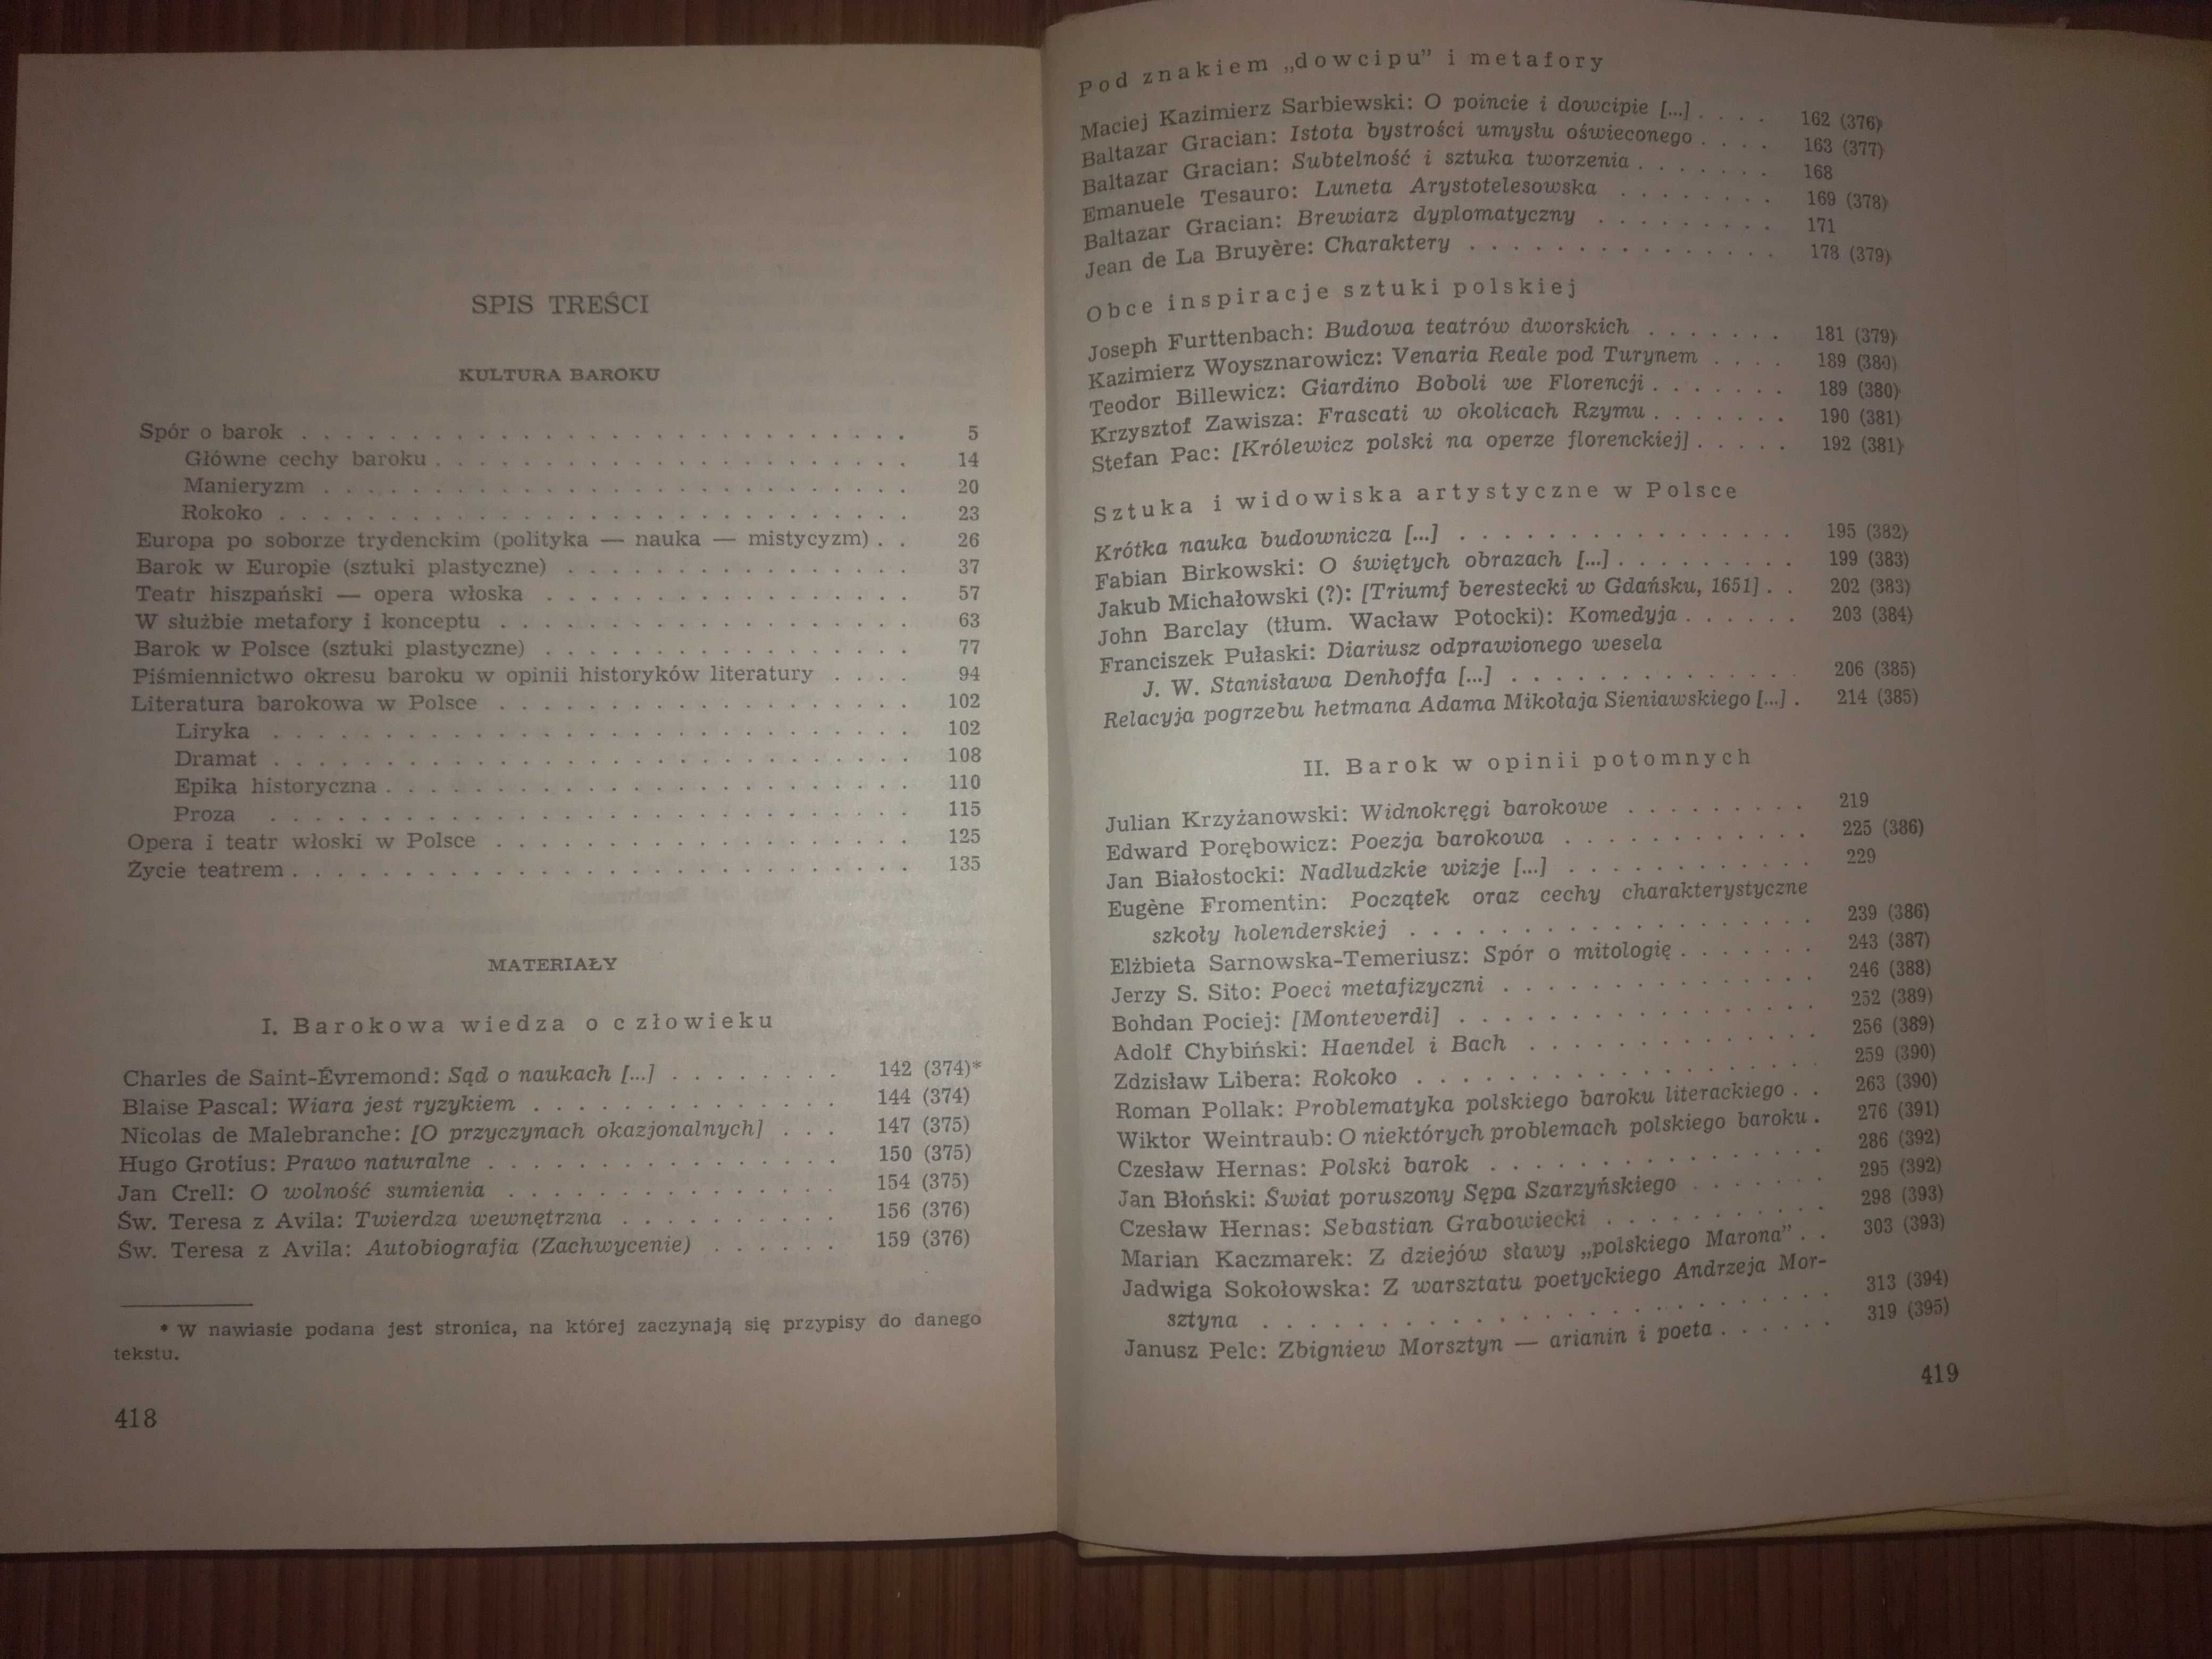 SPIS TREŚCI
KULTURA BAROKU
Spór o barok . . . . . . . . . . . . . . . . . . . . 5
Główne cechy baroku . . . . . . . . . . . . . . . . 14
Manieryzm . . . . . . . . . . . . . . . . . . . . 20
Rokoko . . . . . . . . . . . . . . . . . . . . . 23
Europa po soborze trydenckim (polityka — nauka — mistycyzm) . . 26
Barok w Europie (sztuki plastyczne) . . . . . . . . . . . . 37
Teatr hiszpański — opera włoska . . . . . . . . . . . . . 57
W służbie metafory i konceptu . . . . . . . . . . . . . . 63
Barok w Polsce (sztuki plastyczne) . . . . . . . . . . . . 77
Piśmiennictwo okresu baroku w opinii historyków literatury . . . . 94
Literatura barokowa w Polsce . . . . . . . . . . . . . . 102
Liryka . . . . . . . . . . . . . . . . . . . . . 102
Dramat . . . . . . . . . . . . . . . . . . . . . 108
Epika historyczna . . . . . . . . . . . . . . . . . 110
Proza . . . . . . . . . . . . . . . . . . . . . 115
Opera i teatr włoski w Polsce . . . . . . . . . . . . . . 125
Życie teatrem . . . . . . . . . . . . . . . . . . . . 135
MATERIAŁY
I. Barokowa wiedza o człowieku
Charles de Saint-Évremond: Sąd o naukach [...] . . . . . . . 142 (374)*
Blaise Pascal: Wiara jest ryzykiem . . . . . . . . . . . . 144 (374)
Nicolas de Malebranche: [O przyczynach okazjonalnych] . . . 147 (375)
Hugo Grotius: Prawo naturalne . . . . . . . . . . . . . 150 (375)
Jan Crell: O wolność sumienia . . . . . . . . . . . . . 154 (375)
Św. Teresa z Avila: Twierdza wewnętrzna . . . . . . . . . 156 (376)
Św. Teresa z Avila: Autobiografia (Zachwycenie) . . . . . . 159 (376)
* W nawiasie podana jest stronica, na której zaczynają się przypisy do danego
tekstu.
418
Pod znakiem „dowcipu” i metafory
Maciej Kazimierz Sarbiewski: O poincie i dowcipie [...] . . . . 162 (376)
Baltazar Gracian: Istota bystrości umysłu oświeconego . . . . 163 (377)
Baltazar Gracian: Subtelność i sztuka tworzenia . . . . . . . 168
Emanuele Tesauro: Luneta Arystotelesowska . . . . . . . . 169 (378)
Baltazar Gracian: Brewiarz dyplomatyczny . . . . . . . . . 171
Jean de La Bruyère: Charaktery . . . . . . . . . . . . . 178 (379)
Obce inspiracje sztuki polskiej
Joseph Furttenbach: Budowa teatrów dworskich . . . . . . . 181 (379)
Kazimierz Woysznarowicz: Venaria Reale pod Turynem . . . . 189 (380)
Teodor Billewicz: Giardino Boboli we Florencji . . . . . . . 189 (380)
Krzysztof Zawisza: Frascati w okolicach Rzymu . . . . . . . 190 (381)
Stefan Pac: [Królewicz polski na operze florenckiej] . . . . . 192 (381)
Sztuka i widowiska artystyczne w Polsce
Krótka nauka budownicza [...] . . . . . . . . . . . . . . 195 (382)
Fabian Birkowski: O świętych obrazach [...] . . . . . . . . . 199 (383)
Jakub Michałowski (?): [Triumf berestecki w Gdańsku, 1651] . . 202 (383)
John Barclay (tłum. Wacław Potocki): Komedyja . . . . . . 203 (384)
Franciszek Pułaski: Diariusz odprawionego wesela
J. W. Stanisława Denhoffa [...] . . . . . . . . . . . . . 206 (385)
Relacyja pogrzebu hetmana Adama Mikołaja Sieniawskiego [...] . 214 (385)
II. Barok w opinii potomnych
Julian Krzyżanowski: Widnokręgi barokowe . . . . . . . . . 219
Edward Porębowicz: Poezja barokowa . . . . . . . . . . . 225 (386)
Jan Białostocki: Nadludzkie wizje [...] . . . . . . . . . . . 229
Eugène Fromentin: Początek oraz cechy charakterystyczne
szkoły holenderskiej . . . . . . . . . . . . . . . . . 239 (386)
Elżbieta Sarnowska-Temeriusz: Spór o mitologię . . . . . . . 243 (387)
Jerzy S. Sito: Poeci metafizyczni . . . . . . . . . . . . . 246 (388)
Bohdan Pociej: [Monteverdi] . . . . . . . . . . . . . . . 252 (389)
Adolf Chybiński: Haendel i Bach . . . . . . . . . . . . . 256 (389)
Zdzisław Libera: Rokoko . . . . . . . . . . . . . . . . . 259 (390)
Roman Pollak: Problematyka polskiego baroku literackiego . . 263 (390)
Wiktor Weintraub: O niektórych problemach polskiego baroku . 276 (391)
Czesław Hernas: Polski barok . . . . . . . . . . . . . . 286 (392)
Jan Błoński: Świat poruszony Sępa Szarzyńskiego . . . . . . 295 (392)
Czesław Hernas: Sebastian Grabowiecki . . . . . . . . . . 298 (393)
Marian Kaczmarek: Z dziejów sławy „polskiego Marona” . . 303 (393)
Jadwiga Sokołowska: Z warsztatu poetyckiego Andrzeja Mor-
sztyna . . . . . . . . . . . . . . . . . . . . . . 313 (394)
Janusz Pelc: Zbigniew Morsztyn — arianin i poeta . . . . . . 319 (395)
419